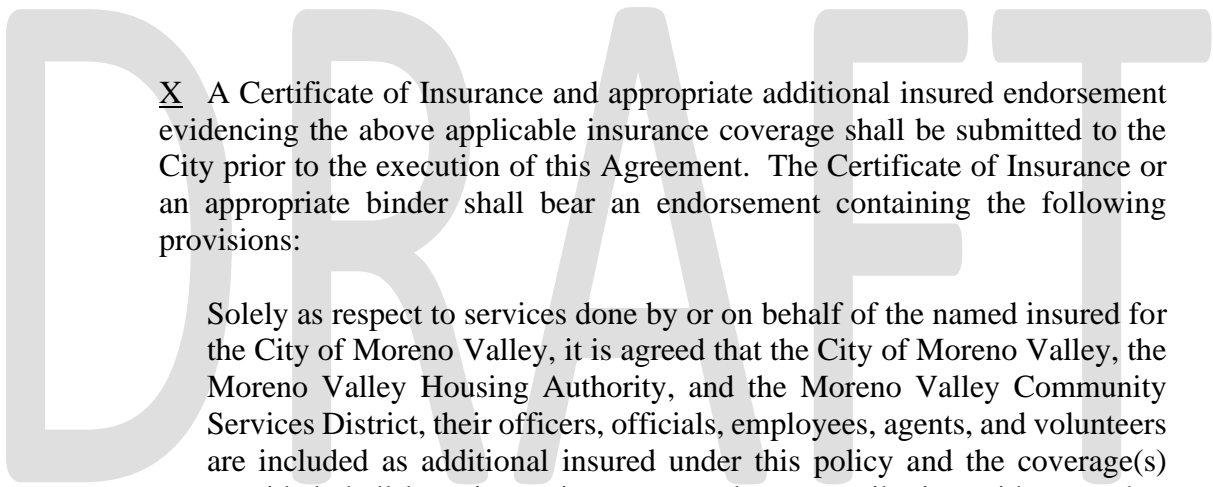 DRAFT
X A Certificate of Insurance and appropriate additional insured endorsement
evidencing the above applicable insurance coverage shall be submitted to the
City prior to the execution of this Agreement. The Certificate of Insurance or
an appropriate binder shall bear an endorsement containing the following
provisions:
Solely as respect to services done by or on behalf of the named insured for
the City of Moreno Valley, it is agreed that the City of Moreno Valley, the
Moreno Valley Housing Authority, and the Moreno Valley Community
Services District, their officers, officials, employees, agents, and volunteers
are included as additional insured under this policy and the coverage(s)